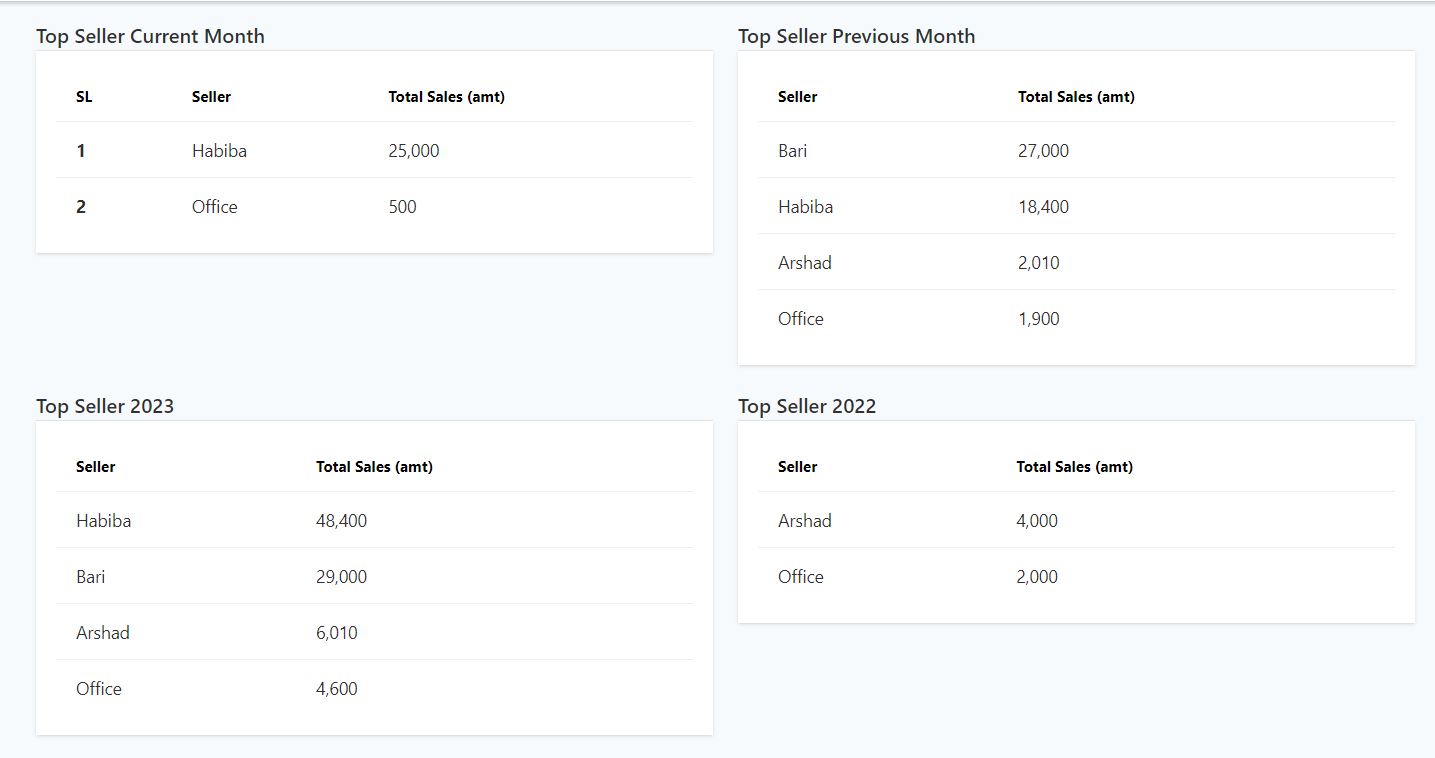 Top Seller Current Month
SL Seller Total Sales (amt)
1 Habiba 25,000
2 Office 500
Top Seller Previous Month
Seller Total Sales (amt)
Bari 27,000
Habiba 18,400
Arshad 2,010
Office 1,900
Top Seller 2023
Seller Total Sales (amt)
Habiba 48,400
Bari 29,000
Arshad 6,010
Office 4,600
Top Seller 2022
Seller Total Sales (amt)
Arshad 4,000
Office 2,000